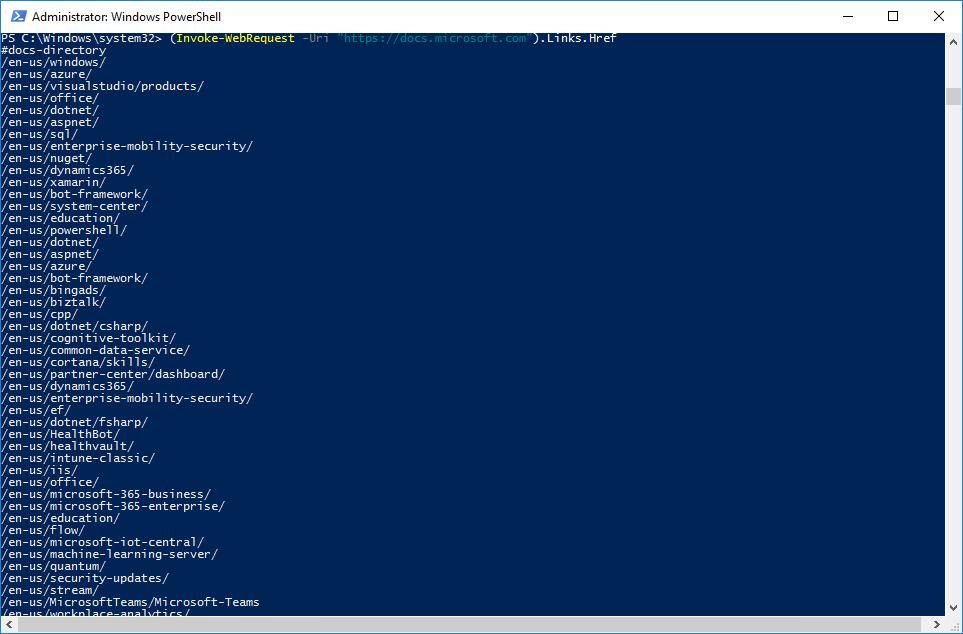 Administrator: Windows PowerShell
PS C:\Windows\system32> (Invoke-WebRequest -Uri "https://docs.microsoft.com").Links.Href
#docs-directory
/en-us/windows/
/en-us/azure/
/en-us/visualstudio/products/
/en-us/office/
/en-us/dotnet/
/en-us/aspnet/
/en-us/sql/
/en-us/enterprise-mobility-security/
/en-us/nuget/
/en-us/dynamics365/
/en-us/xamarin/
/en-us/bot-framework/
/en-us/system-center/
/en-us/education/
/en-us/powershell/
/en-us/dotnet/
/en-us/aspnet/
/en-us/azure/
/en-us/bot-framework/
/en-us/bingads/
/en-us/biztalk/
/en-us/cpp/
/en-us/dotnet/csharp/
/en-us/cognitive-toolkit/
/en-us/common-data-service/
/en-us/cortana/skills/
/en-us/partner-center/dashboard/
/en-us/dynamics365/
/en-us/enterprise-mobility-security/
/en-us/ef/
/en-us/dotnet/fsharp/
/en-us/HealthBot/
/en-us/healthvault/
/en-us/intune-classic/
/en-us/iis/
/en-us/office/
/en-us/microsoft-365-business/
/en-us/microsoft-365-enterprise/
/en-us/education/
/en-us/flow/
/en-us/microsoft-iot-central/
/en-us/machine-learning-server/
/en-us/quantum/
/en-us/security-updates/
/en-us/stream/
/en-us/MicrosoftTeams/Microsoft-Teams
/en-us/workplace-analytics/